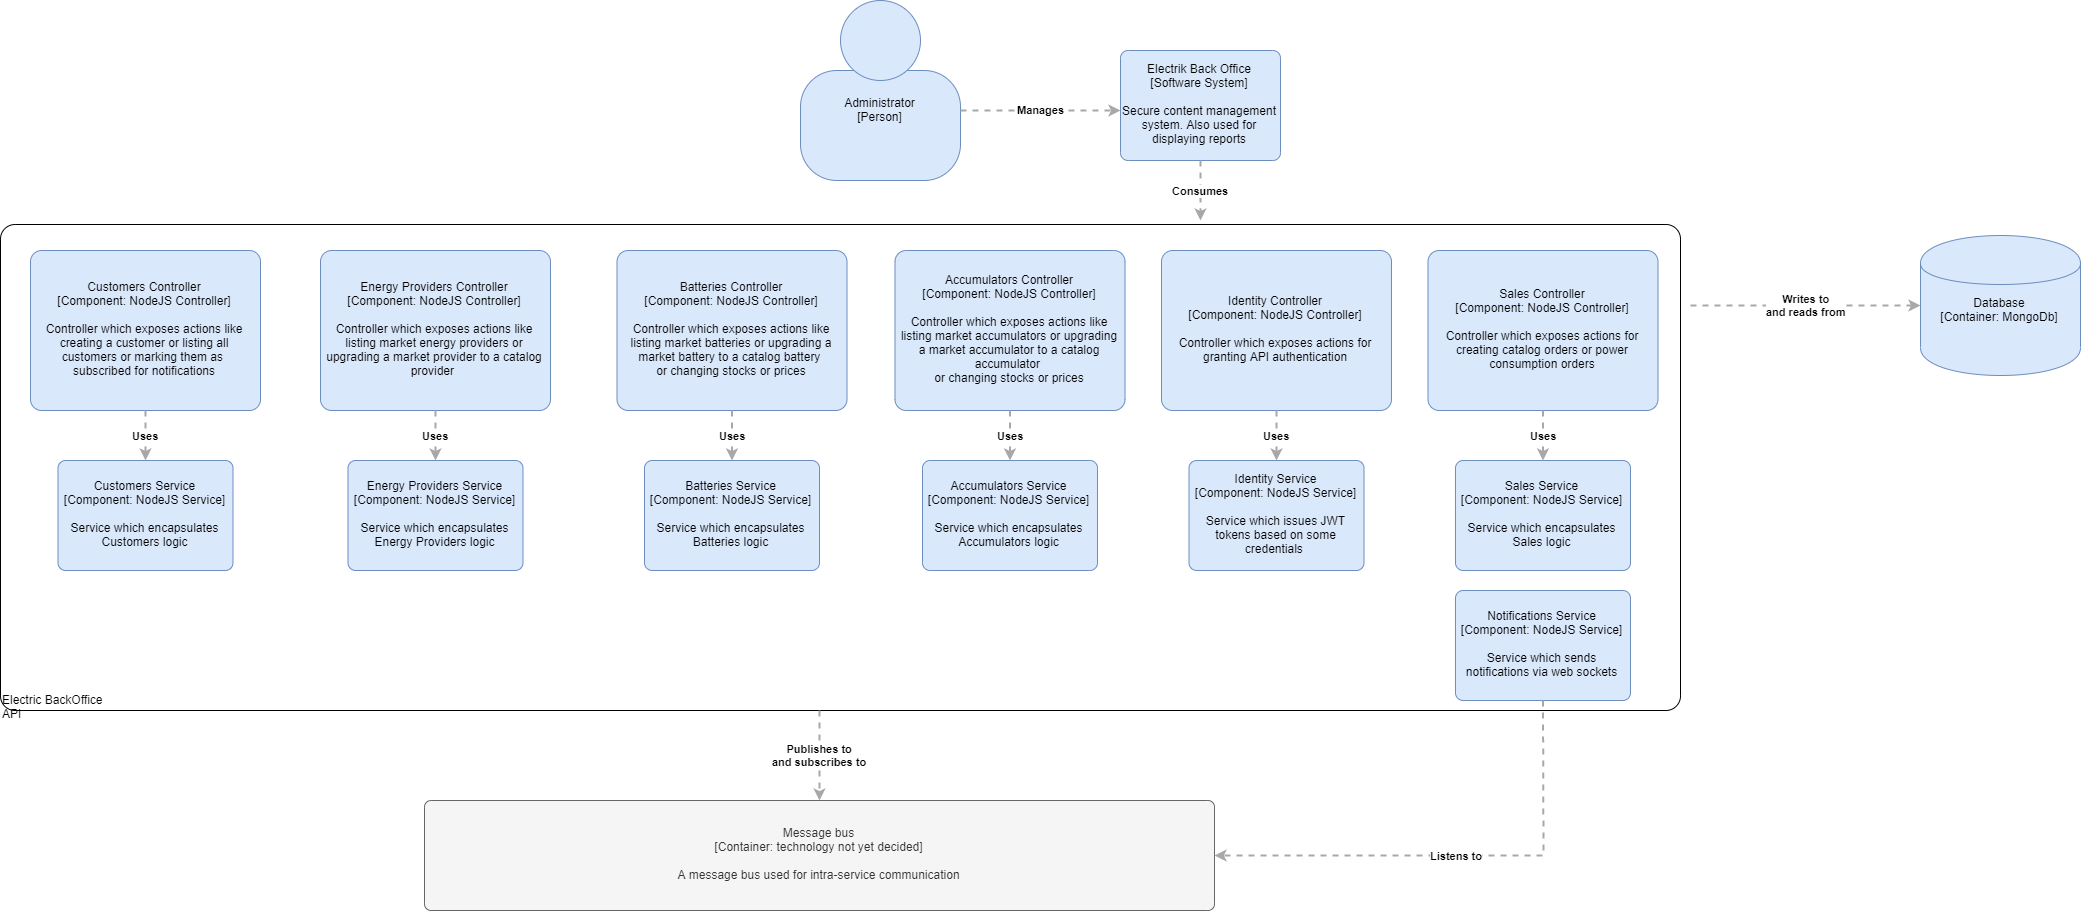 Administrator
[Person]
Manages
Electrik Back Office
[Software System]
Secure content management
system. Also used for
displaying reports
Consumes
Customers Controller
[Component: NodeJS Controller]
Controller which exposes actions like
creating a customer or listing all
customers or marking them as
subscribed for notifications
Energy Providers Controller
[Component: NodeJS Controller]
Controller which exposes actions like
listing market energy providers or
upgrading a market provider to a catalog
provider
Batteries Controller
[Component: NodeJS Controller]
Controller which exposes actions like
listing market batteries or upgrading a
market battery to a catalog battery
or changing stocks or prices
Accumulators Controller
[Component: NodeJS Controller]
Controller which exposes actions like
listing market accumulators or upgrading
a market accumulator to a catalog
accumulator
or changing stocks or prices
Identity Controller
[Component: NodeJS Controller]
Controller which exposes actions for
granting API authentication
Sales Controller
[Component: NodeJS Controller]
Controller which exposes actions for
creating catalog orders or power
consumption orders
Writes to
and reads from
Database
[Container: MongoDb]
Uses
Uses
Uses
Uses
Uses
Uses
Customers Service
[Component: NodeJS Service]
Service which encapsulates
Customers logic
Energy Providers Service
[Component: NodeJS Service]
Service which encapsulates
Energy Providers logic
Batteries Service
[Component: NodeJS Service]
Service which encapsulates
Batteries logic
Accumulators Service
[Component: NodeJS Service]
Service which encapsulates
Accumulators logic
Identity Service
[Component: NodeJS Service]
Service which issues JWT
tokens based on some
credentials
Sales Service
[Component: NodeJS Service]
Service which encapsulates
Sales logic
Notifications Service
[Component: NodeJS Service]
Service which sends
notifications via web sockets
Electric BackOffice
API
Publishes to
and subscribes to
Message bus
[Container: technology not yet decided]
A message bus used for intra-service communication
Listens to